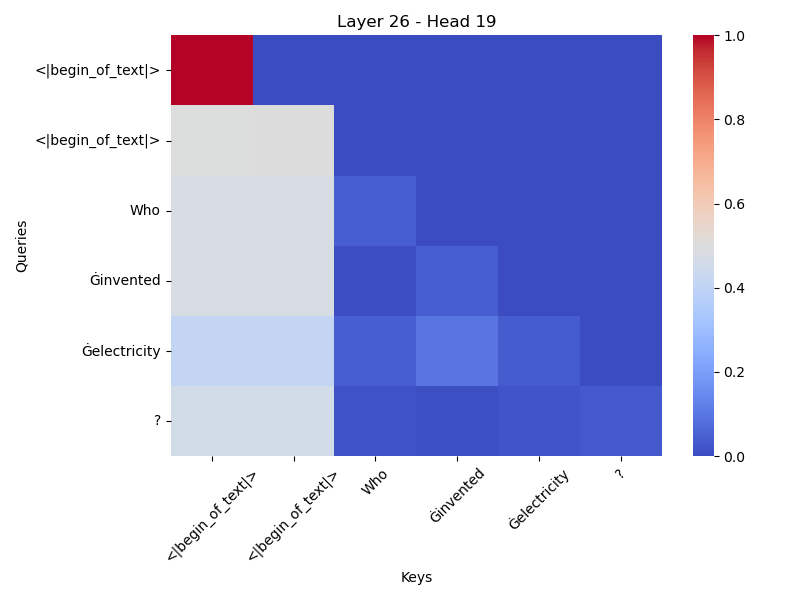 Layer 26 - Head 19
<|begin_of_text|>
<|begin_of_text|>
Who
Ġinvented
Ġelectricity
?
Queries
<|begin_of_text|>
<|begin_of_text|>
Who
Ġinvented
Ġelectricity
?
Keys
1.0
0.8
0.6
0.4
0.2
0.0